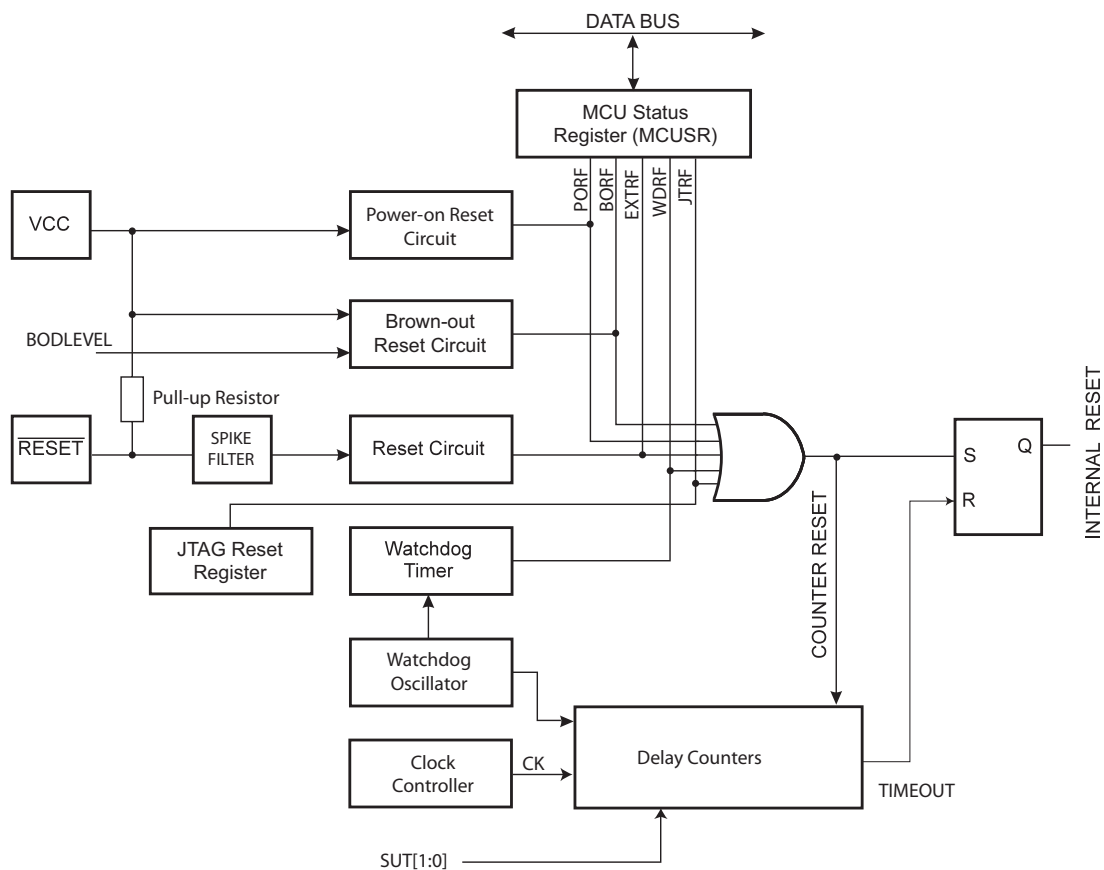 DATA BUS
MCU Status
Register (MCUSR)
PORF
BORF
EXTRF
WDRF
JTRF
VCC
Power-on Reset
Circuit
BODLEVEL
Brown-out
Reset Circuit
Pull-up Resistor
RESET
SPIKE
FILTER
Reset Circuit
S
Q
R
INTERNAL RESET
JTAG Reset
Register
Watchdog
Timer
COUNTER RESET
Watchdog
Oscillator
Clock
Controller
CK
Delay Counters
TIMEOUT
SUT[1:0]